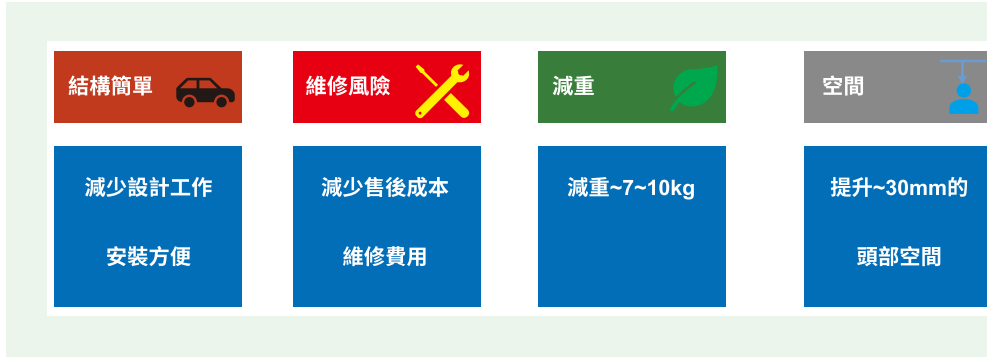 結構簡單
維修風險
減重
空間
減少設計工作
安裝方便
減少售後成本
維修費用
減重~7~10kg
提升~30mm的
頭部空間